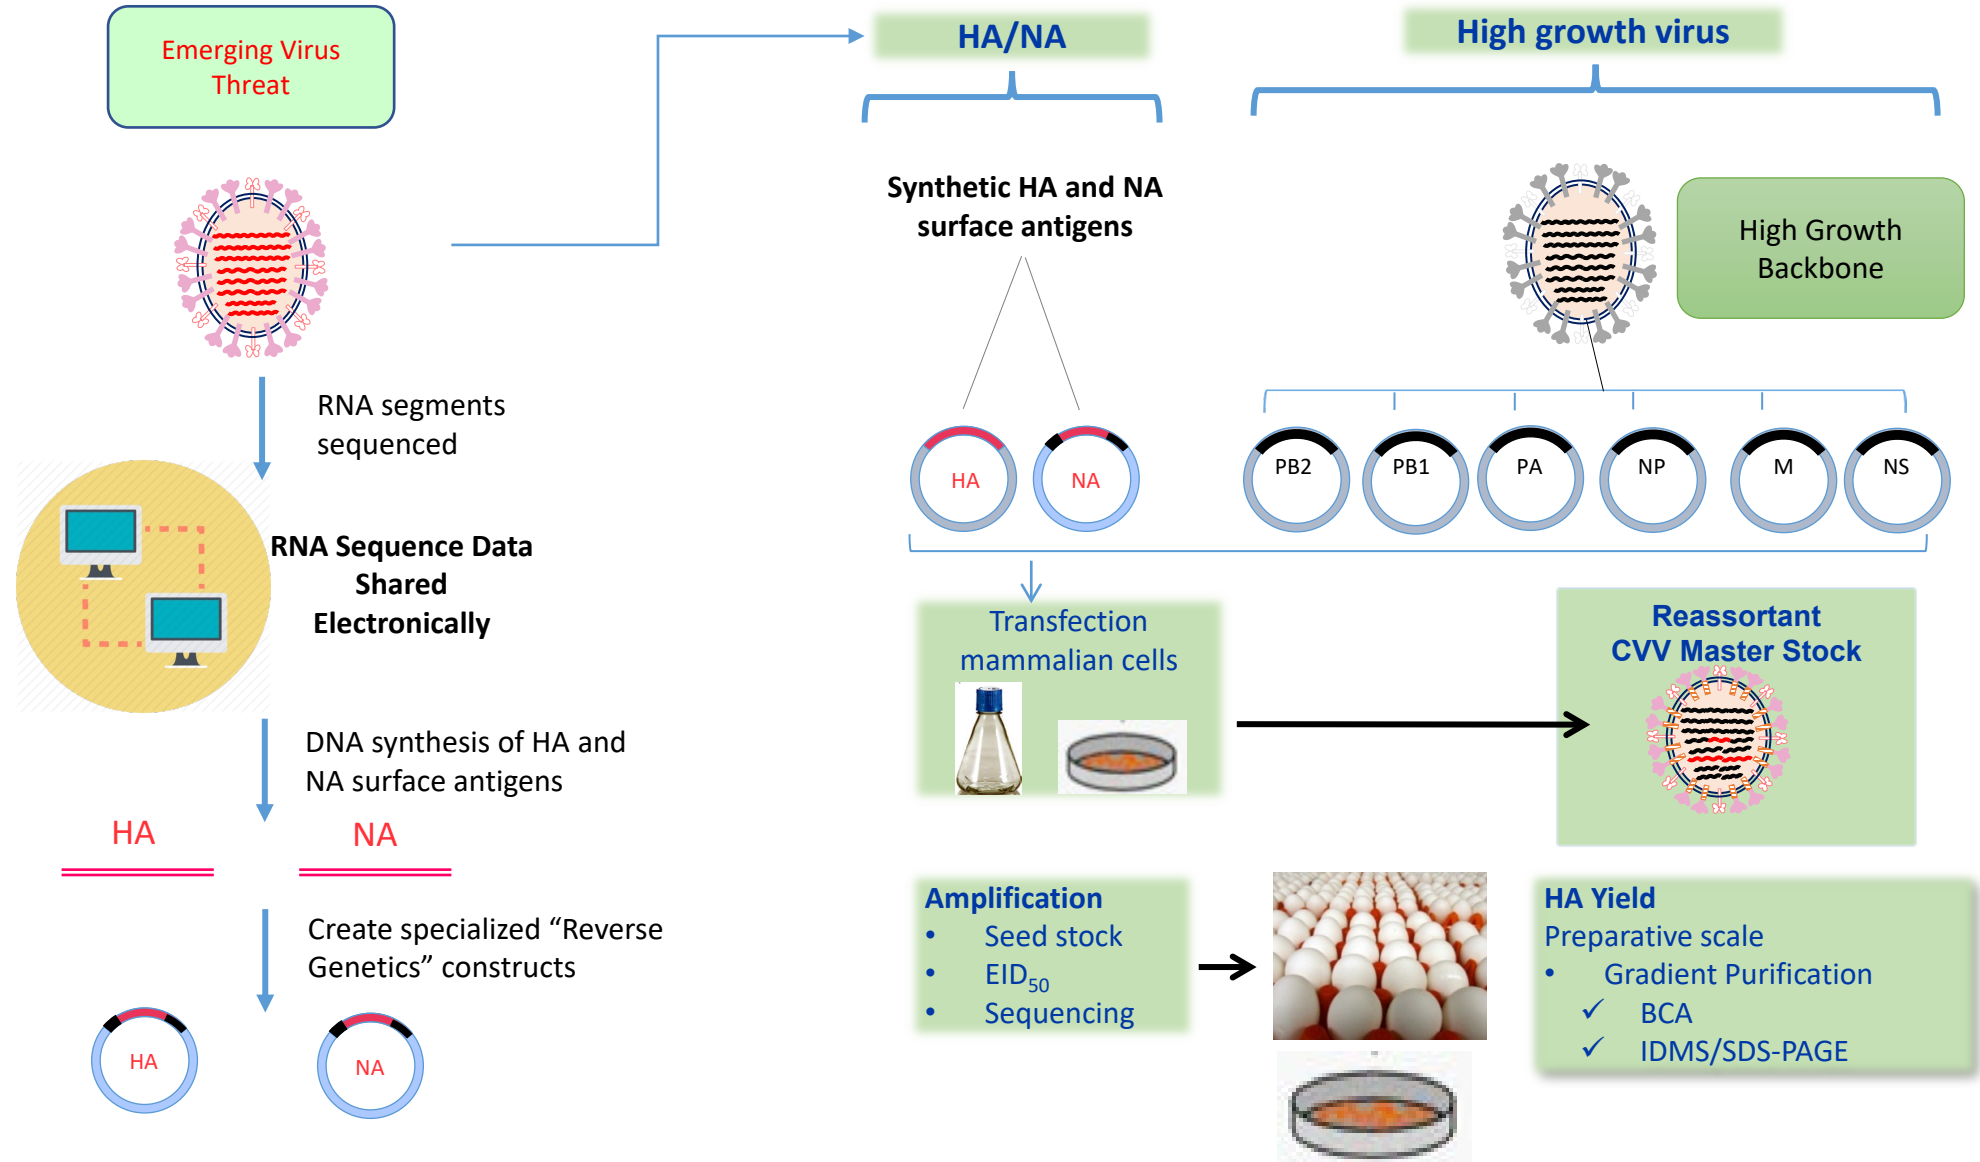 Emerging Virus
Threat
RNA segments
sequenced
RNA Sequence Data
Shared
Electronically
DNA synthesis of HA and
NA surface antigens
HA
NA
Create specialized “Reverse
Genetics” constructs
HA
NA
HA/NA
Synthetic HA and NA
surface antigens
HA
NA
High growth virus
High Growth
Backbone
PB2
PB1
PA
NP
M
NS
Transfection
mammalian cells
Reassortant
CVV Master Stock
Amplification
• Seed stock
• EID50
• Sequencing
HA Yield
Preparative scale
• Gradient Purification
✓ BCA
✓ IDMS/SDS-PAGE